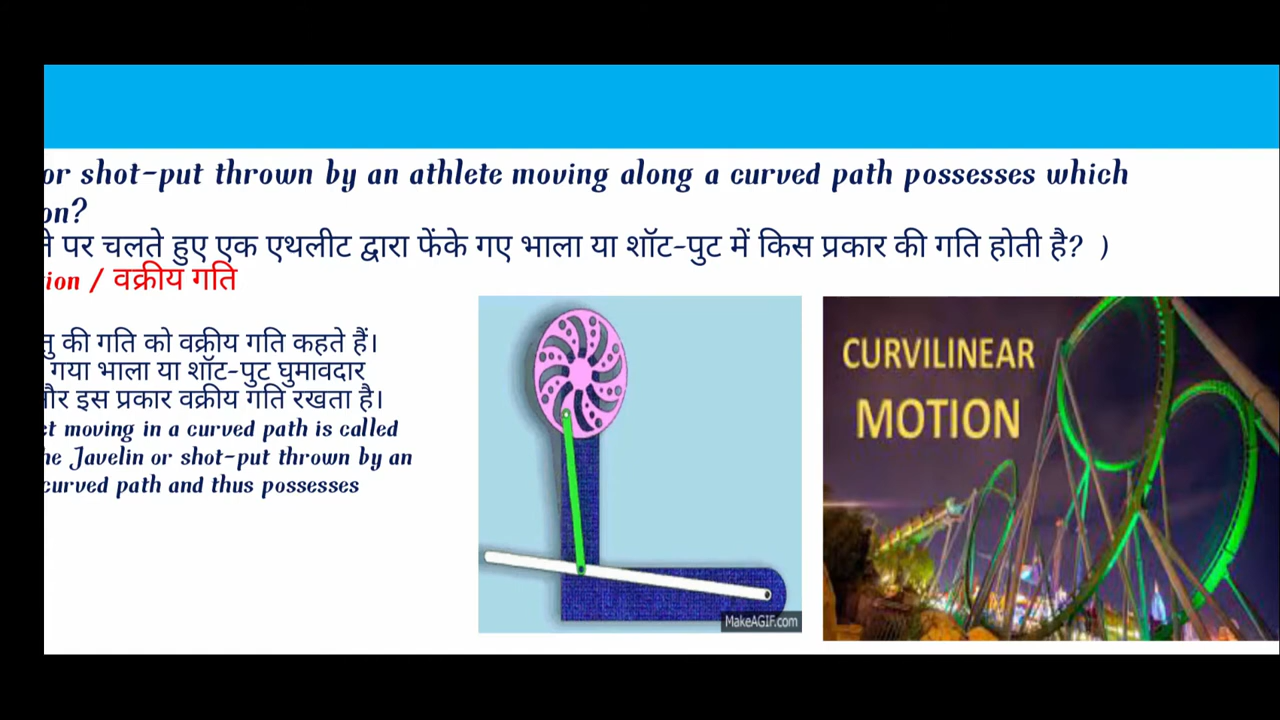 or shot-put thrown by an athlete moving along a curved path possesses which
on?
पर चलते हुए एक एथलीट द्वारा फेंके गए भाला या शॉट-पुट में किस प्रकार की गति होती है? )
ion / वक्रीय गति
की गति को वक्रीय गति कहते हैं।
गया भाला या शॉट-पुट घुमावदार
इस प्रकार वक्रीय गति रखता है।
moving in a curved path is called
Javelin or shot-put thrown by an
curved path and thus possesses
MakeAGIF.com
CURVILINEAR
MOTION